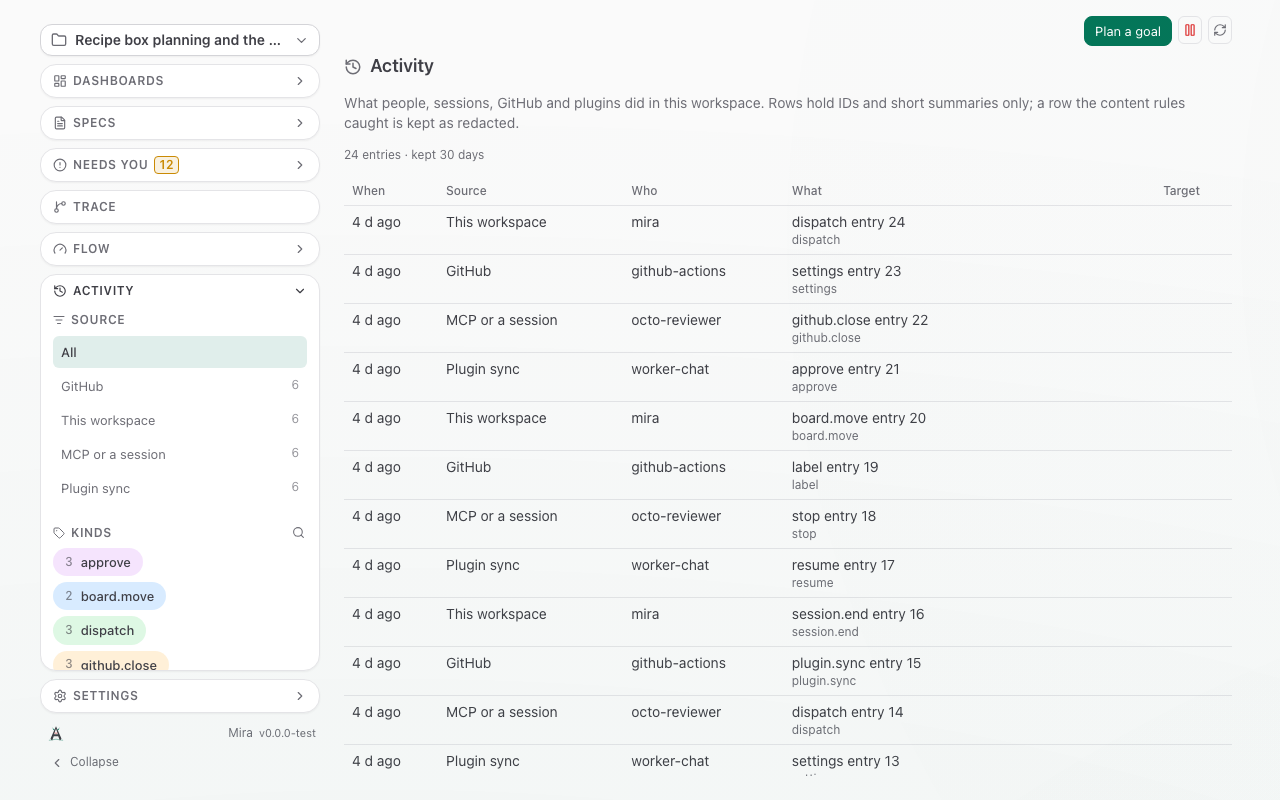 Recipe box planning and the ...
DASHBOARDS
SPECS
NEEDS YOU 12
TRACE
FLOW
ACTIVITY
SOURCE
All
GitHub 6
This workspace 6
MCP or a session 6
Plugin sync 6
KINDS
3 approve
2 board.move
3 dispatch
3 github.close
SETTINGS
Mira v0.0.0-test
Collapse
Plan a goal
Activity
What people, sessions, GitHub and plugins did in this workspace. Rows hold IDs and short summaries only; a row the content rules
caught is kept as redacted.
24 entries · kept 30 days
When Source Who What Target
4 d ago This workspace mira dispatch entry 24
dispatch
4 d ago GitHub github-actions settings entry 23
settings
4 d ago MCP or a session octo-reviewer github.close entry 22
github.close
4 d ago Plugin sync worker-chat approve entry 21
approve
4 d ago This workspace mira board.move entry 20
board.move
4 d ago GitHub github-actions label entry 19
label
4 d ago MCP or a session octo-reviewer stop entry 18
stop
4 d ago Plugin sync worker-chat resume entry 17
resume
4 d ago This workspace mira session.end entry 16
session.end
4 d ago GitHub github-actions plugin.sync entry 15
plugin.sync
4 d ago MCP or a session octo-reviewer dispatch entry 14
dispatch
4 d ago Plugin sync worker-chat settings entry 13